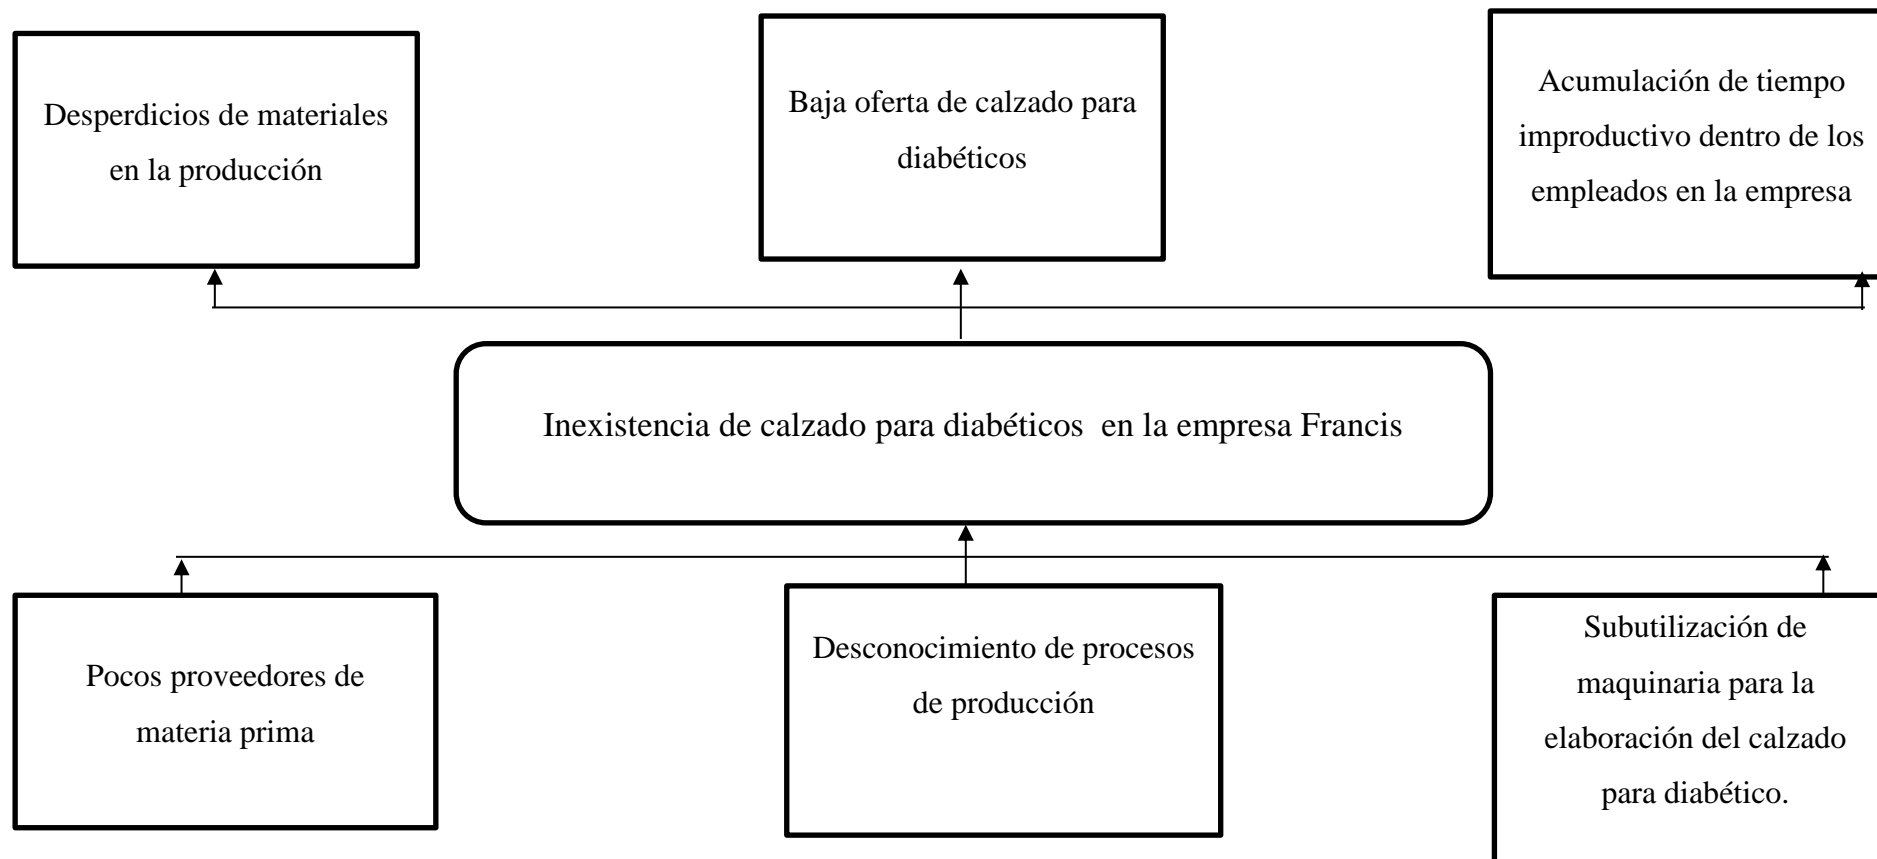 Desperdicios de materiales
en la producción
Baja oferta de calzado para
diabéticos
Acumulación de tiempo
improductivo dentro de los
empleados en la empresa
Inexistencia de calzado para diabéticos  en la empresa Francis
Pocos proveedores de
materia prima
Desconocimiento de procesos
de producción
Subutilización de
maquinaria para la
elaboración del calzado
para diabético.